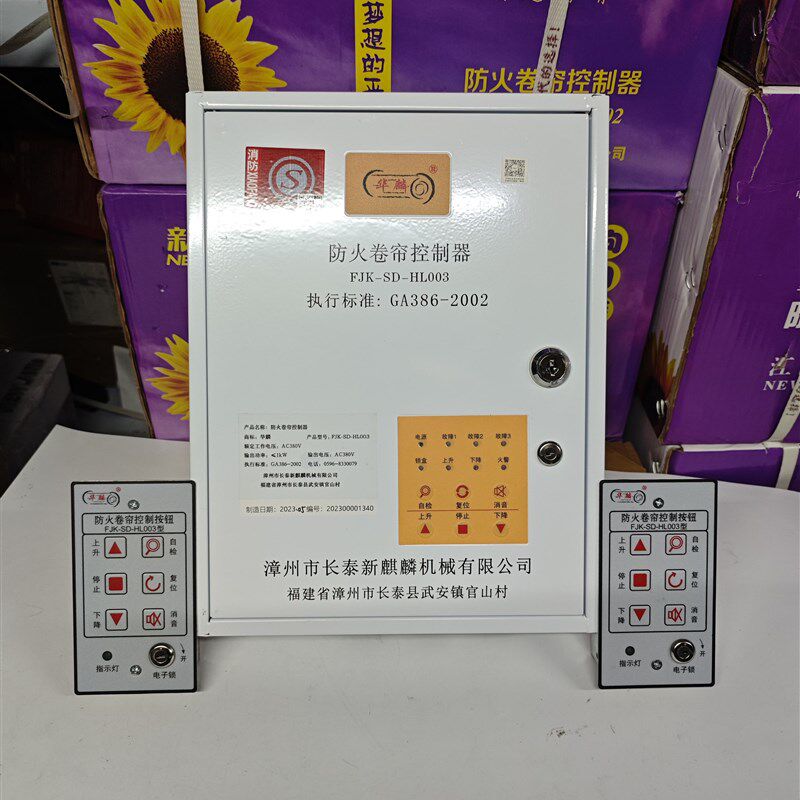 梦想的平
的选择!
防火卷帘控制器
002
公司
新
NEW
江
NEW
消防
S
华麟®
防火卷帘控制器
FJK-SD-HL003
执行标准: GA386-2002
产品名称: 防火卷帘控制器
商标: 华麟 产品型号: FJK-SD-HL003
额定工作电压: AC380V
输出功率: ≤1kW 输出电压: AC380V
执行标准: GA386-2002 电话: 0596-8330079
漳州市长泰新麒麟机械有限公司
福建省漳州市长泰县武安镇官山村
制造日期: 2023-05 编号: 202300001340
电源 故障1 故障2 故障3
锁盒 上升 下降 火警
自检 复位 消音
上升 停止 下降
漳州市长泰新麒麟机械有限公司
福建省漳州市长泰县武安镇官山村
华麟®
防火卷帘控制按钮
FJK-SD-HL003型
上升 自检
停止 复位
下降 消音
指示灯 开
电子锁
华麟®
防火卷帘控制按钮
FJK-SD-HL003型
上升 自检
停止 复位
下降 消音
指示灯 开
电子锁